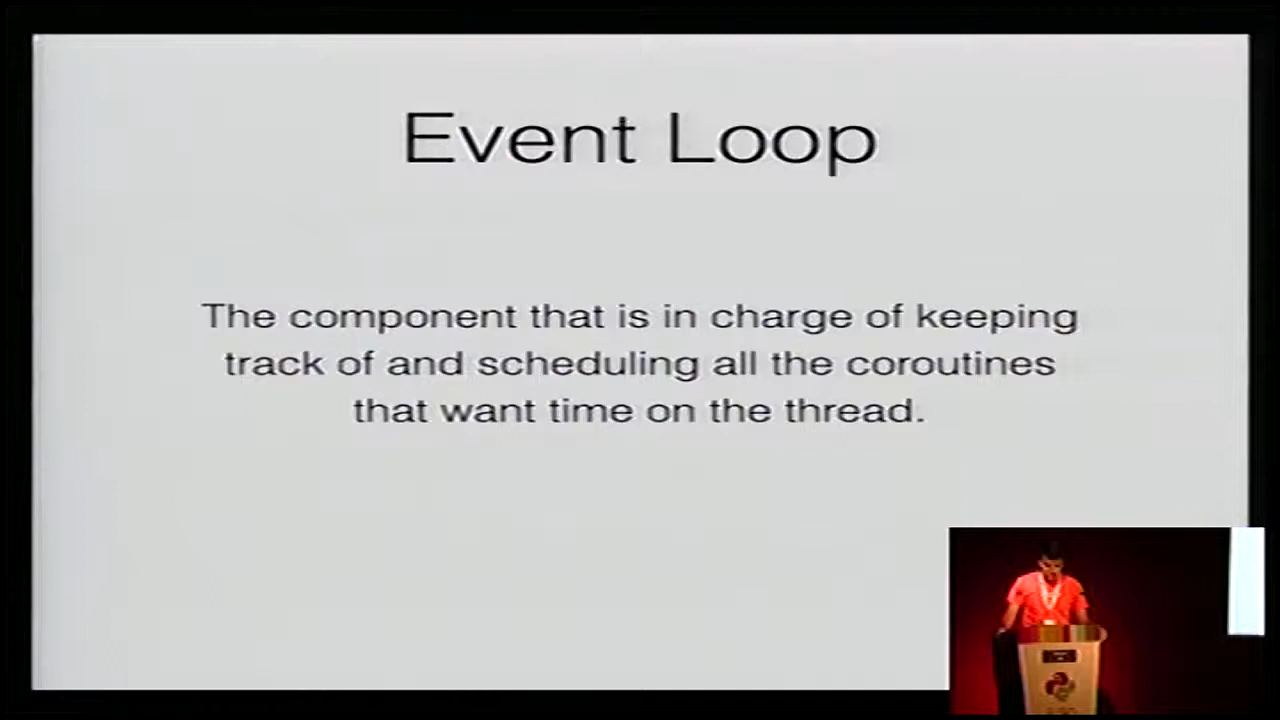 Event Loop
The component that is in charge of keeping
track of and scheduling all the coroutines
that want time on the thread.